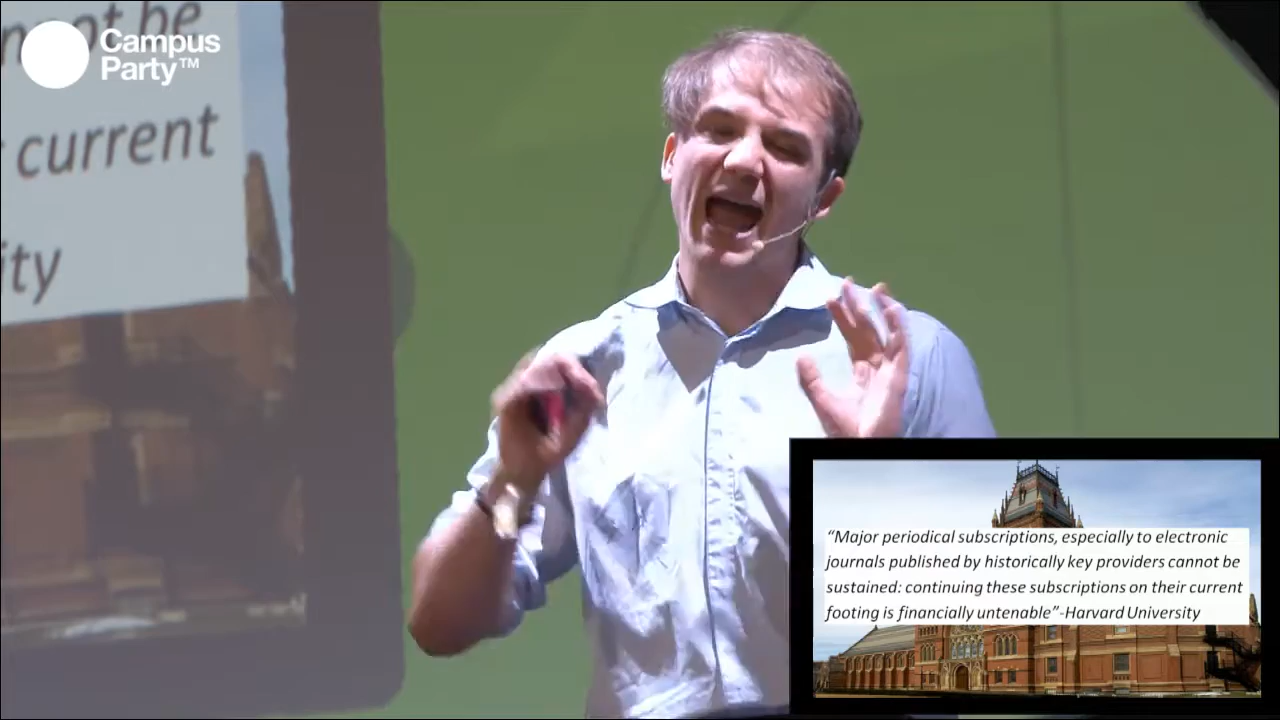 Campus
Party™
not be
current
ity
“Major periodical subscriptions, especially to electronic
journals published by historically key providers cannot be
sustained: continuing these subscriptions on their current
footing is financially untenable”-Harvard University